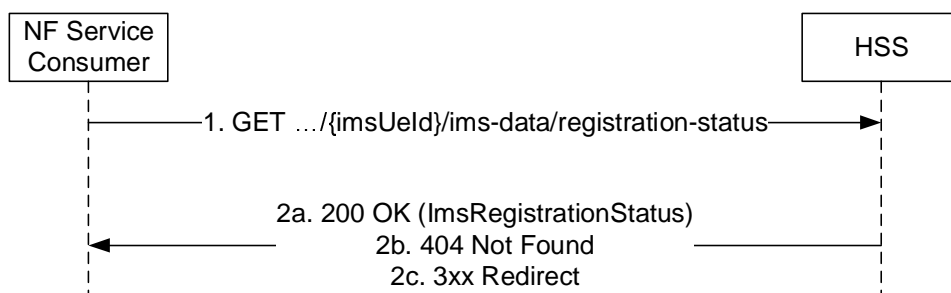 NF Service
Consumer
HSS
1. GET …/{imsUeId}/ims-data/registration-status
2a. 200 OK (ImsRegistrationStatus)
2b. 404 Not Found
2c. 3xx Redirect